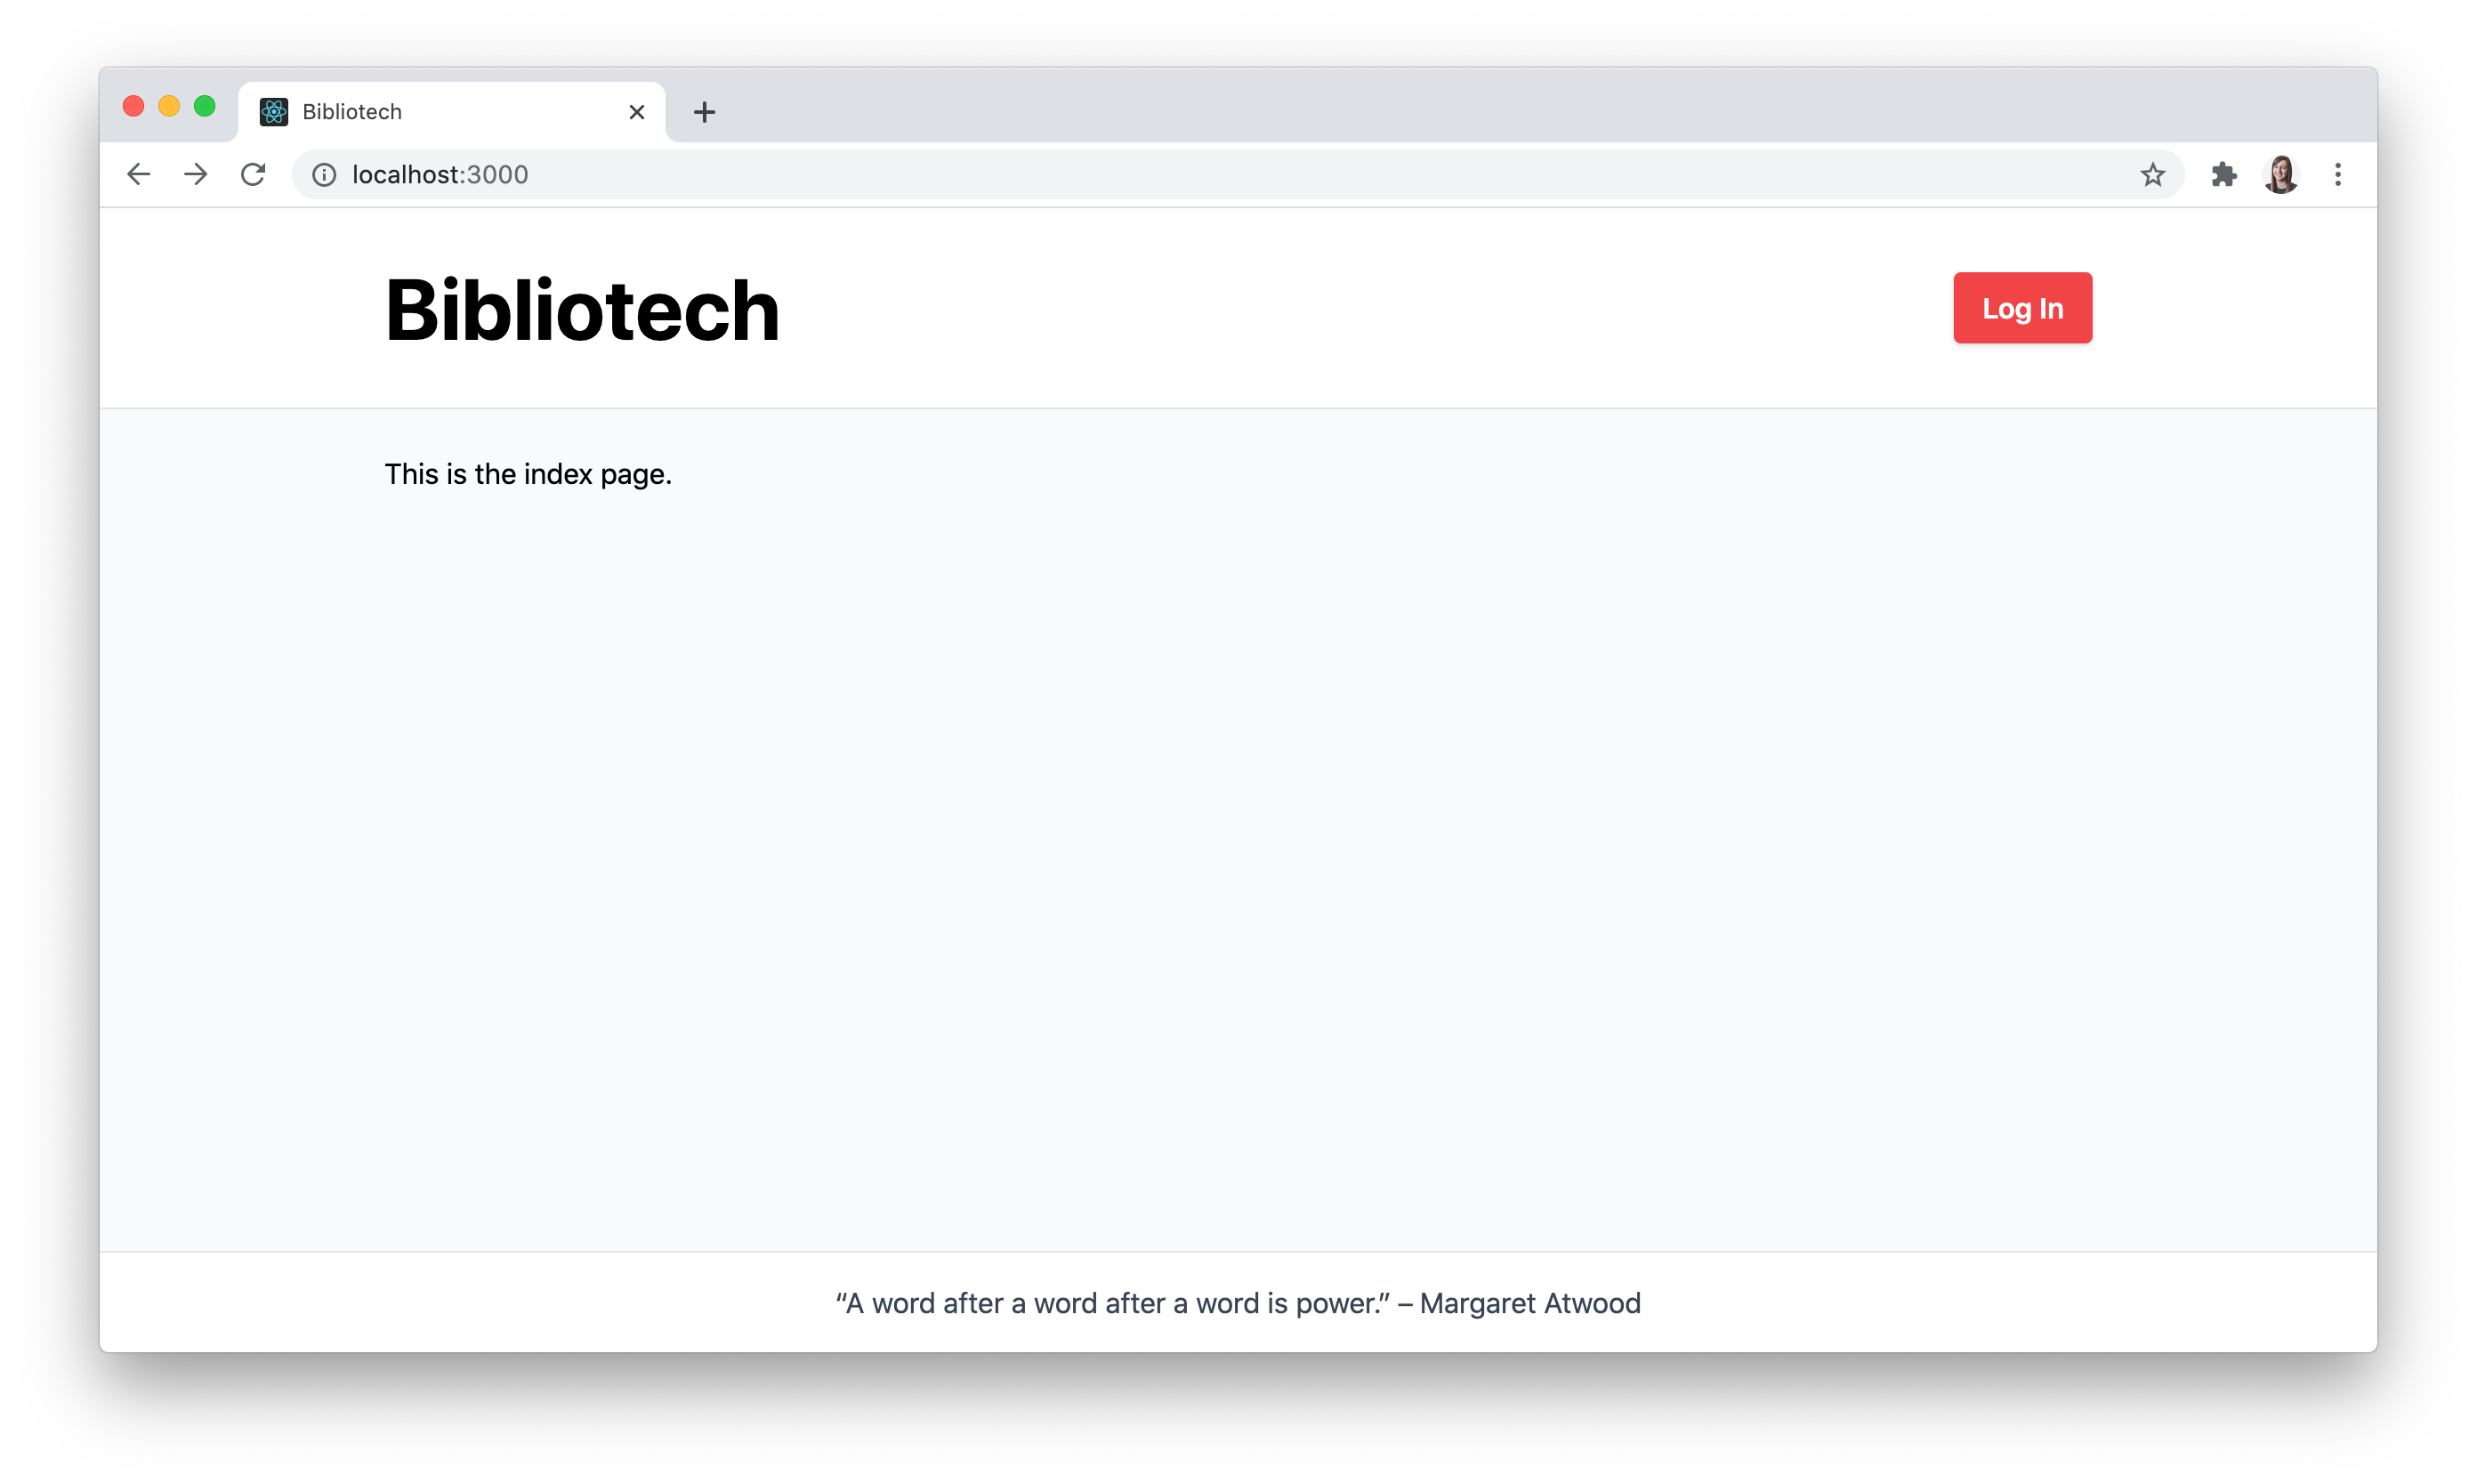 Bibliotech
localhost:3000
Bibliotech
Log In
This is the index page.
“A word after a word after a word is power.” – Margaret Atwood